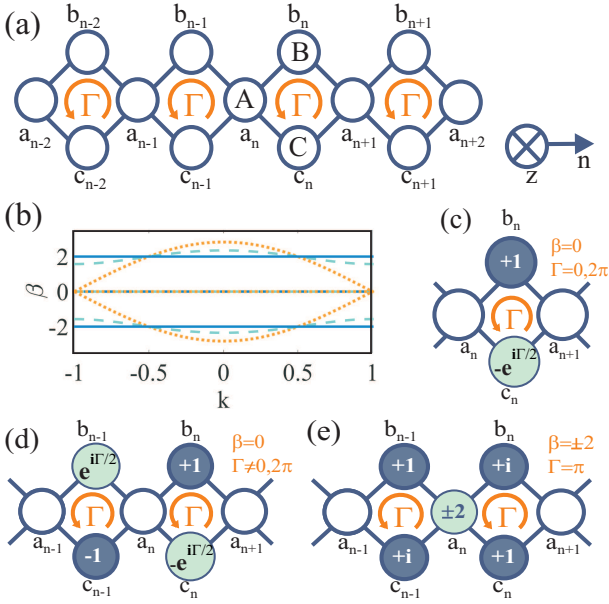 (a)
b_{n-2} b_{n-1} b_n b_{n+1}
B
Γ Γ A Γ Γ
a_{n-2} a_{n-1} a_n a_{n+1} a_{n+2}
C
c_{n-2} c_{n-1} c_n c_{n+1}
z n
(b)
β
2
0
-2
-1 -0.5 0 0.5 1
k
(c)
b_n
β=0
Γ=0,2π
+1
Γ
a_n a_{n+1}
-e^{iΓ/2}
c_n
(d)
b_{n-1} b_n
β=0
Γ≠0,2π
e^{iΓ/2} +1
Γ Γ
a_{n-1} a_n a_{n+1}
-1 -e^{iΓ/2}
c_{n-1} c_n
(e)
b_{n-1} b_n
β=±2
Γ=π
+1 +i
Γ ±2 Γ
a_{n-1} a_n a_{n+1}
+i +1
c_{n-1} c_n